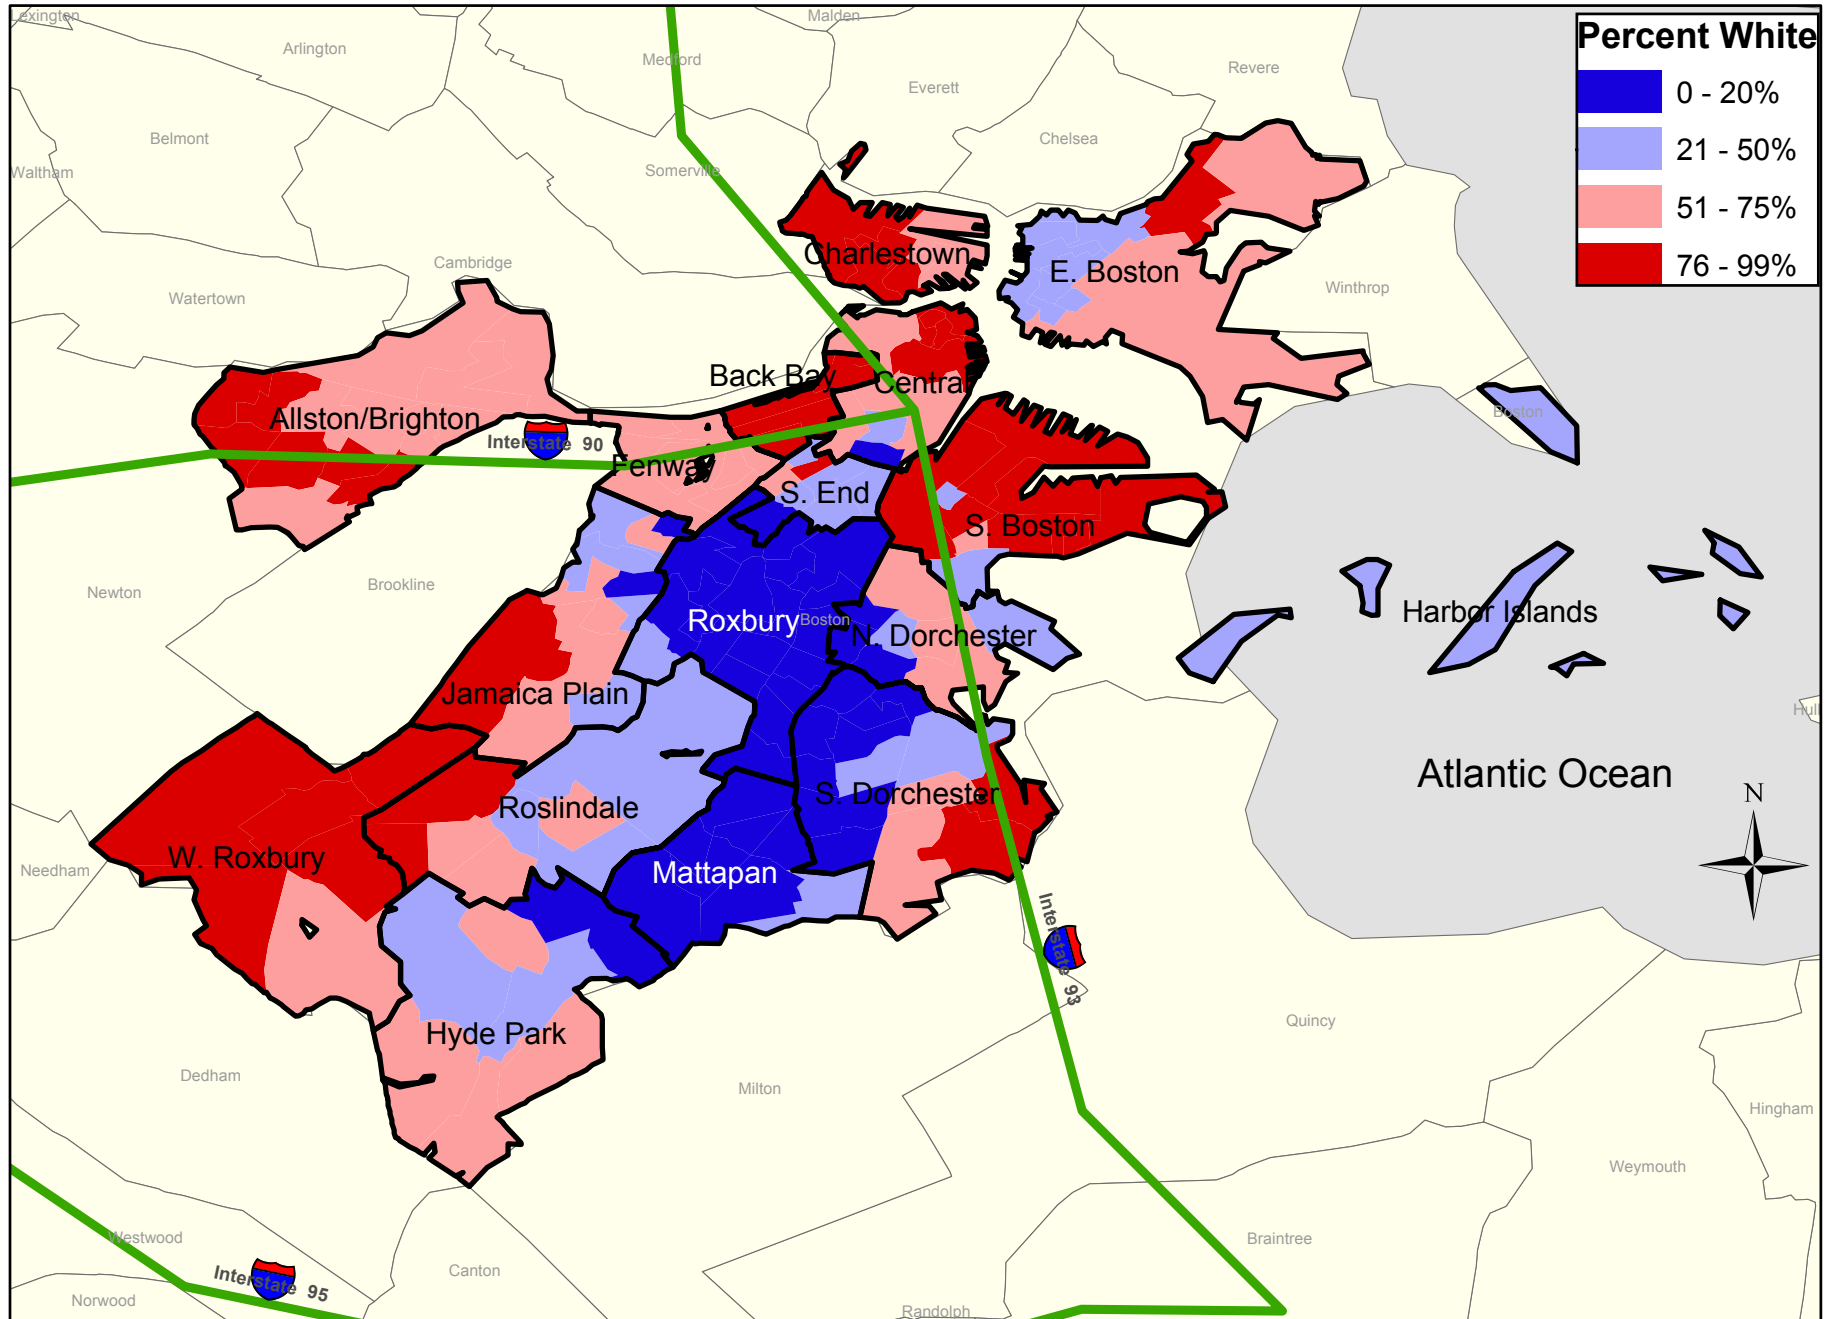 Lexington
Malden
Arlington
Medford
Everett
Revere
Percent White
0 - 20%
21 - 50%
51 - 75%
76 - 99%
Belmont
Chelsea
Waltham
Somerville
Charlestown
E. Boston
Cambridge
Watertown
Winthrop
Back Bay
Central
Allston/Brighton
Boston
Interstate 90
Fenway
S. End
S. Boston
Newton
Brookline
Roxbury
Boston
N. Dorchester
Harbor Islands
Jamaica Plain
Hull
Atlantic Ocean
N
S. Dorchester
Roslindale
W. Roxbury
Needham
Mattapan
Interstate 93
Hyde Park
Quincy
Dedham
Milton
Hingham
Weymouth
Westwood
Braintree
Interstate 95
Canton
Norwood
Randolph